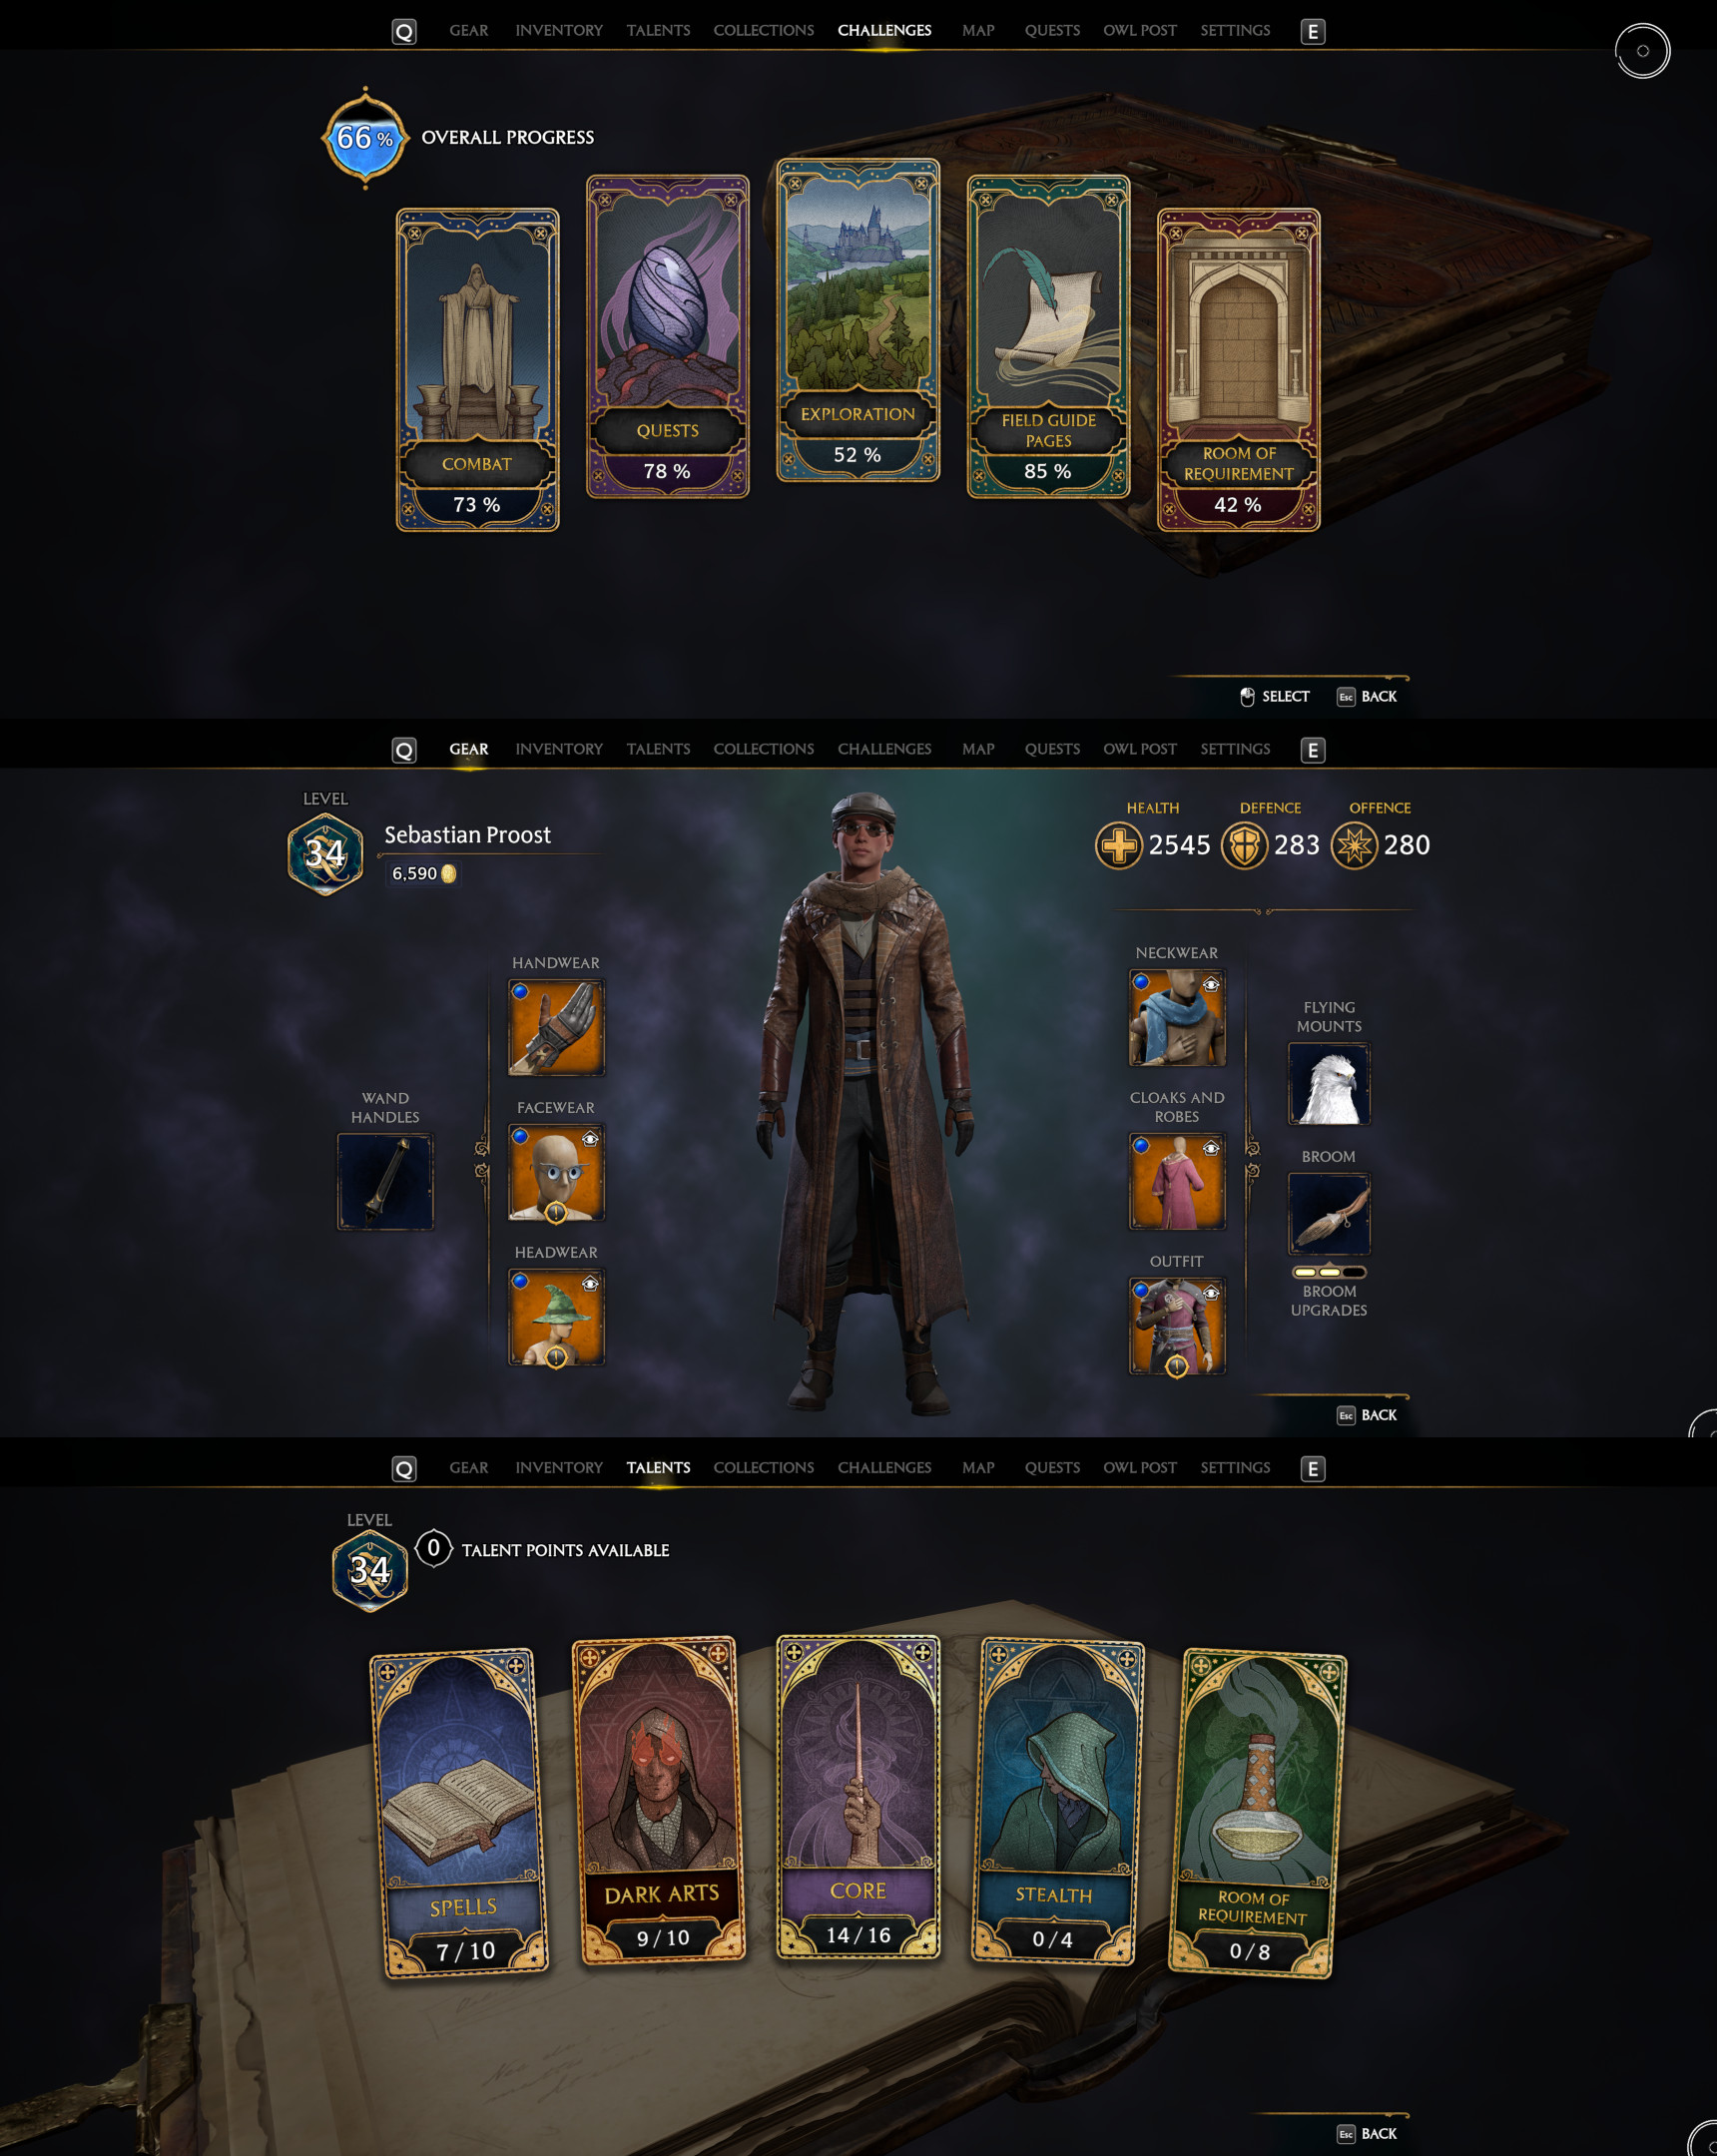 Q GEAR INVENTORY TALENTS COLLECTIONS CHALLENGES MAP QUESTS OWL POST SETTINGS E
66 % OVERALL PROGRESS
COMBAT
73 %
QUESTS
78 %
EXPLORATION
52 %
FIELD GUIDE
PAGES
85 %
ROOM OF
REQUIREMENT
42 %
SELECT Esc BACK
Q GEAR INVENTORY TALENTS COLLECTIONS CHALLENGES MAP QUESTS OWL POST SETTINGS E
LEVEL
34
Sebastian Proost
6,590
HEALTH DEFENCE OFFENCE
2545 283 280
HANDWEAR
WAND
HANDLES
FACEWEAR
HEADWEAR
NECKWEAR
CLOAKS AND
ROBES
OUTFIT
FLYING
MOUNTS
BROOM
BROOM
UPGRADES
Esc BACK
Q GEAR INVENTORY TALENTS COLLECTIONS CHALLENGES MAP QUESTS OWL POST SETTINGS E
LEVEL
34
0 TALENT POINTS AVAILABLE
SPELLS
7 / 10
DARK ARTS
9 / 10
CORE
14 / 16
STEALTH
0 / 4
ROOM OF
REQUIREMENT
0 / 8
Esc BACK